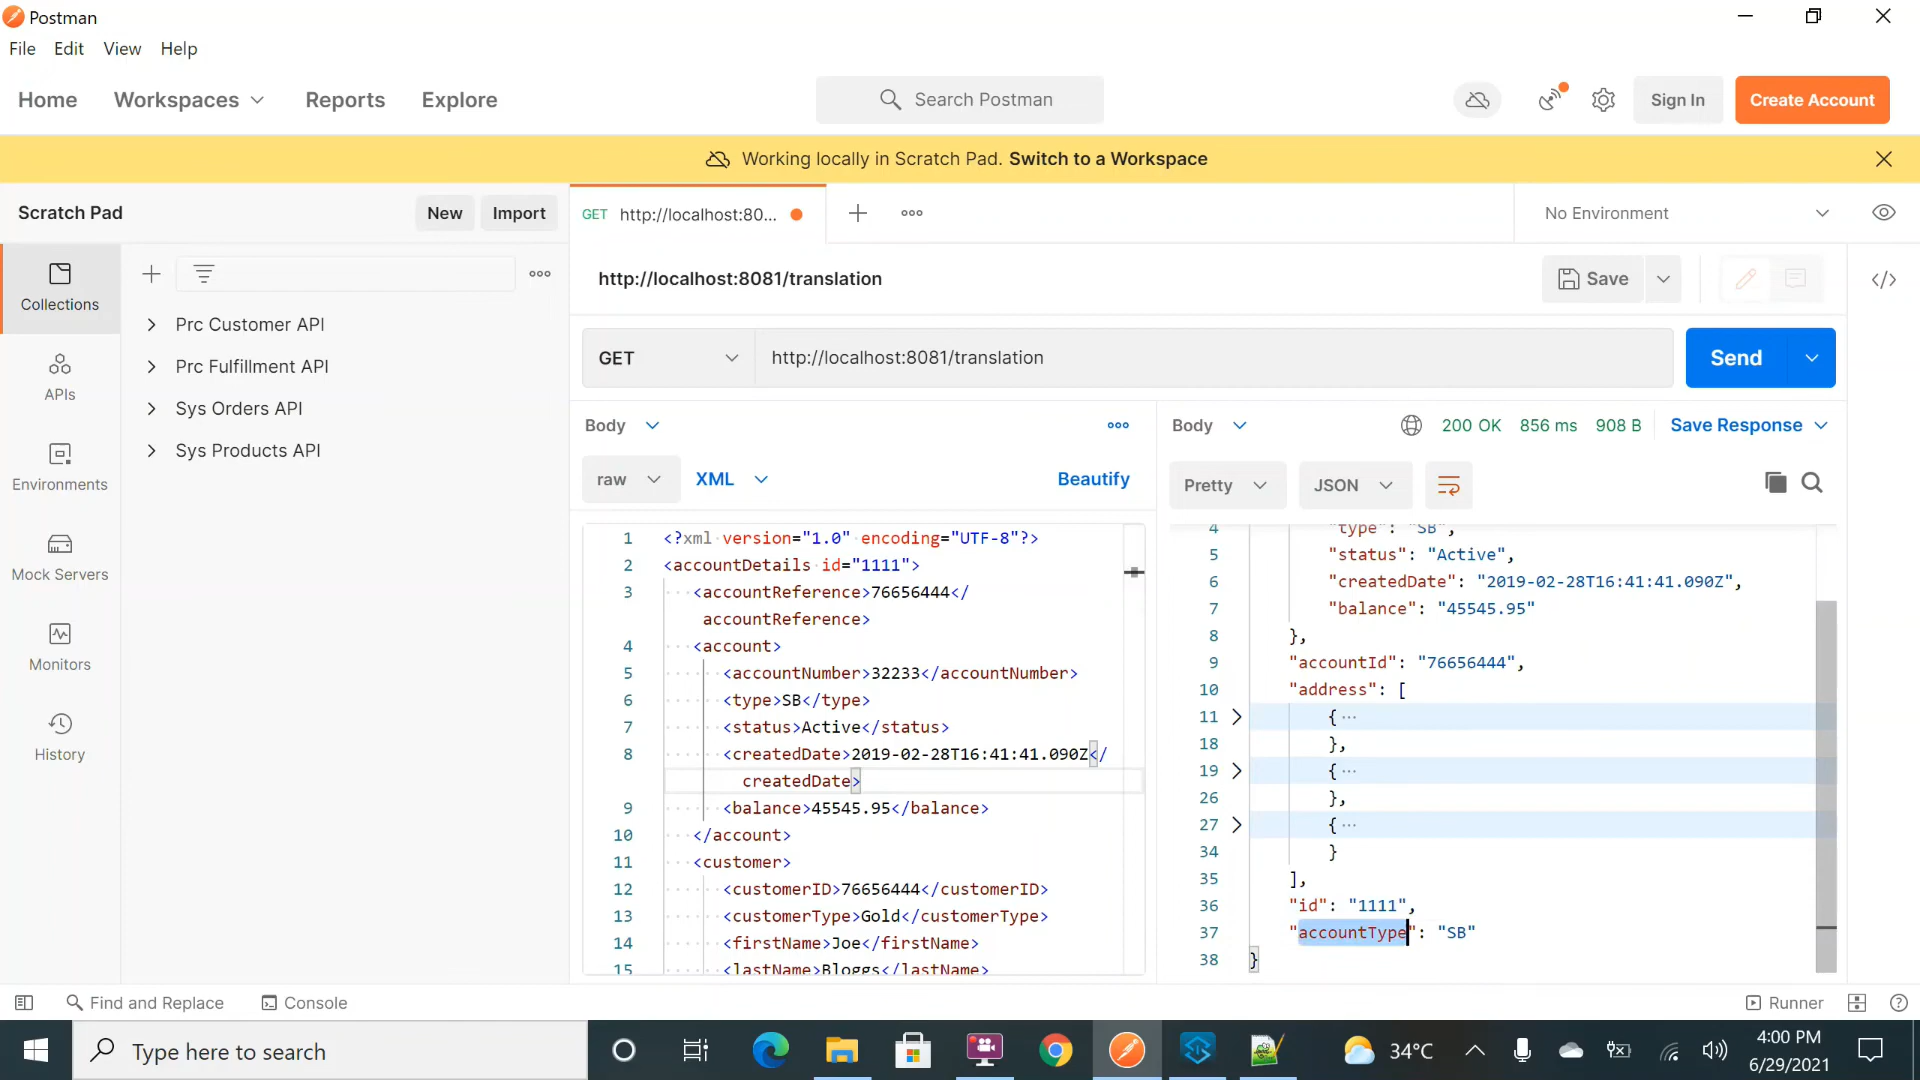 Postman
File Edit View Help
Home Workspaces Reports Explore
Search Postman
Sign In
Create Account
Working locally in Scratch Pad. Switch to a Workspace
Scratch Pad
New Import
GET http://localhost:80...
No Environment
Collections
APIs
Environments
Mock Servers
Monitors
History
Prc Customer API
Prc Fulfillment API
Sys Orders API
Sys Products API
http://localhost:8081/translation
Save
GET http://localhost:8081/translation
Send
Body
raw XML Beautify
1 <?xml version="1.0" encoding="UTF-8"?>
2 <accountDetails id="1111">
3 <accountReference>76656444</
accountReference>
4 <account>
5 <accountNumber>32233</accountNumber>
6 <type>SB</type>
7 <status>Active</status>
8 <createdDate>2019-02-28T16:41:41.090Z</
createdDate>
9 <balance>45545.95</balance>
10 </account>
11 <customer>
12 <customerID>76656444</customerID>
13 <customerType>Gold</customerType>
14 <firstName>Joe</firstName>
15 <lastName>Bloggs</lastName>
Body 200 OK 856 ms 908 B Save Response
Pretty JSON
4 "type": "SB",
5 "status": "Active",
6 "createdDate": "2019-02-28T16:41:41.090Z",
7 "balance": "45545.95"
8 },
9 "accountId": "76656444",
10 "address": [
11 { ...
18 },
19 { ...
26 },
27 { ...
34 }
35 ],
36 "id": "1111",
37 "accountType": "SB"
38 }
Find and Replace Console
Runner
Type here to search
34°C
4:00 PM
6/29/2021